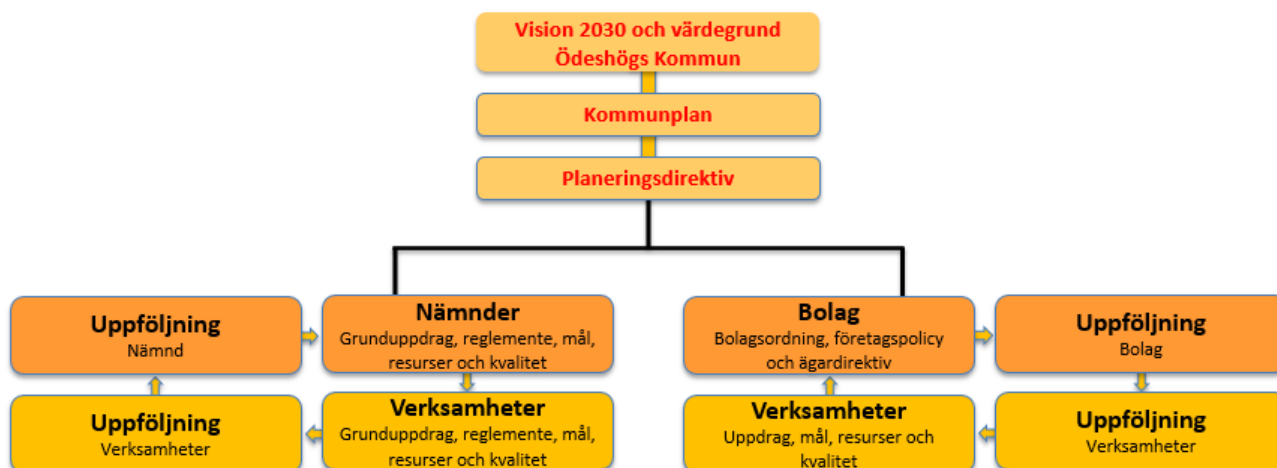 Vision 2030 och värdegrund
Ödeshögs Kommun
Kommunplan
Planeringsdirektiv
Uppföljning
Nämnd
Nämnder
Grunduppdrag, reglemente, mål,
resurser och kvalitet
Bolag
Bolagsordning, företagspolicy
och ägardirektiv
Uppföljning
Bolag
Uppföljning
Verksamheter
Verksamheter
Grunduppdrag, reglemente, mål,
resurser och kvalitet
Verksamheter
Uppdrag, mål, resurser och
kvalitet
Uppföljning
Verksamheter